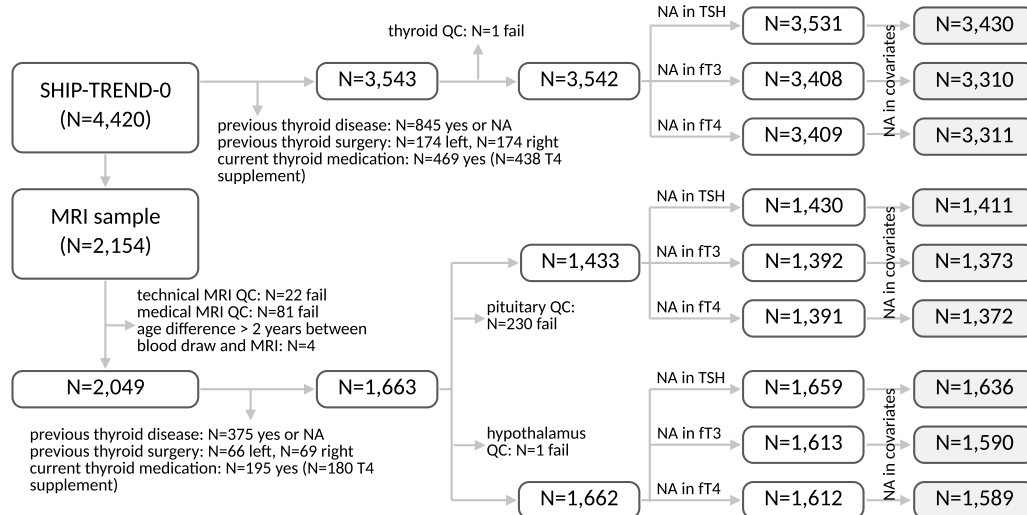 SHIP-TREND-0
(N=4,420)
N=3,543
thyroid QC: N=1 fail
N=3,542
previous thyroid disease: N=845 yes or NA
previous thyroid surgery: N=174 left, N=174 right
current thyroid medication: N=469 yes (N=438 T4
supplement)
NA in TSH
N=3,531
N=3,430
NA in fT3
N=3,408
N=3,310
NA in fT4
N=3,409
N=3,311
NA in covariates
MRI sample
(N=2,154)
technical MRI QC: N=22 fail
medical MRI QC: N=81 fail
age difference > 2 years between
blood draw and MRI: N=4
N=2,049
N=1,663
previous thyroid disease: N=375 yes or NA
previous thyroid surgery: N=66 left, N=69 right
current thyroid medication: N=195 yes (N=180 T4
supplement)
N=1,433
pituitary QC:
N=230 fail
NA in TSH
N=1,430
N=1,411
NA in fT3
N=1,392
N=1,373
NA in fT4
N=1,391
N=1,372
NA in covariates
hypothalamus
QC: N=1 fail
N=1,662
NA in TSH
N=1,659
N=1,636
NA in fT3
N=1,613
N=1,590
NA in fT4
N=1,612
N=1,589
NA in covariates